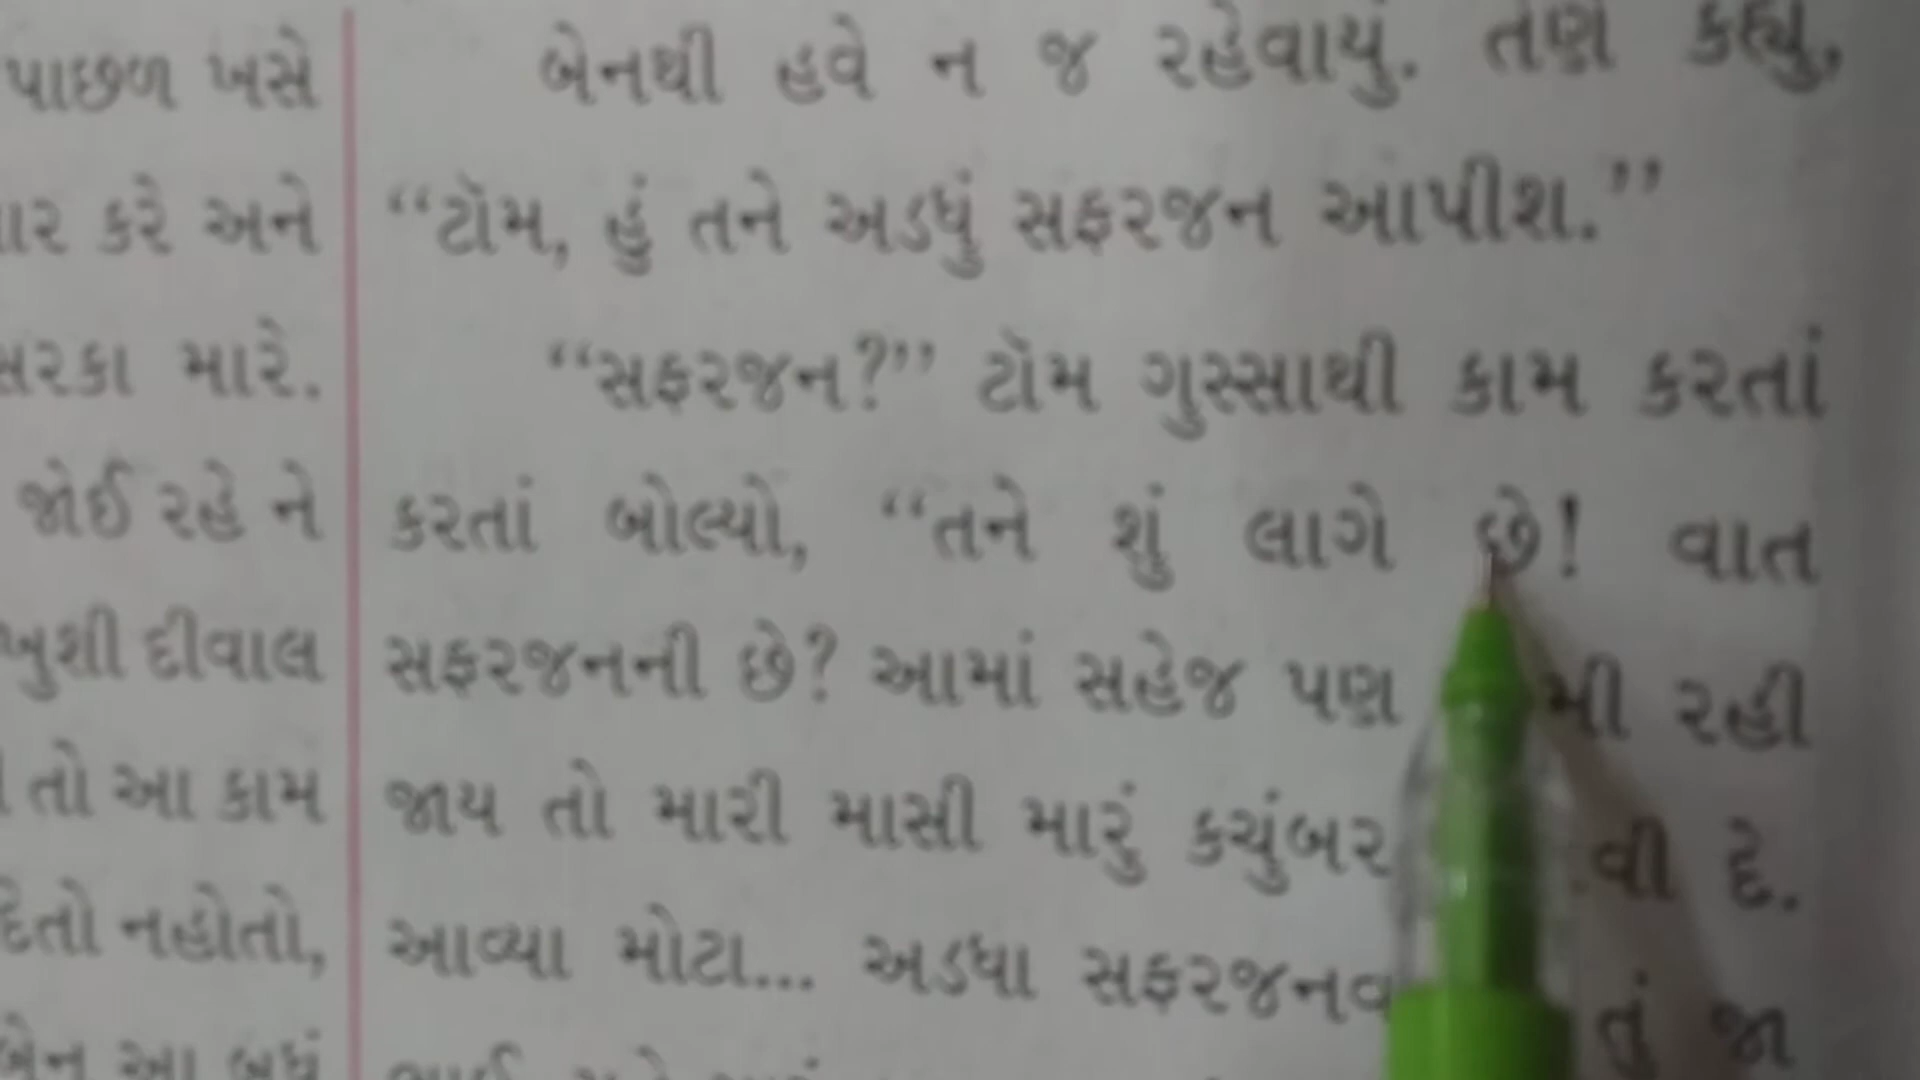 પાછળ ખસે
કરે અને
મારે.
જોઈ રહે ને
ખુશી દીવાલ
તો આ કામ
દેતો નહોતો,
બેન આ બધું
બેનથી હવે ન જ રહેવાયું. તેણે કહ્યું,
“ટૉમ, હું તને અડધું સફરજન આપીશ.”
“સફરજન?” ટૉમ ગુસ્સાથી કામ કરતાં
કરતાં બોલ્યો, “તને શું લાગે છે! વાત
સફરજનની છે? આમાં સહેજ પણ રહી
જાય તો મારી માસી મારું કચુંબર દે.
આવ્યા મોટા... અડધા તું જા